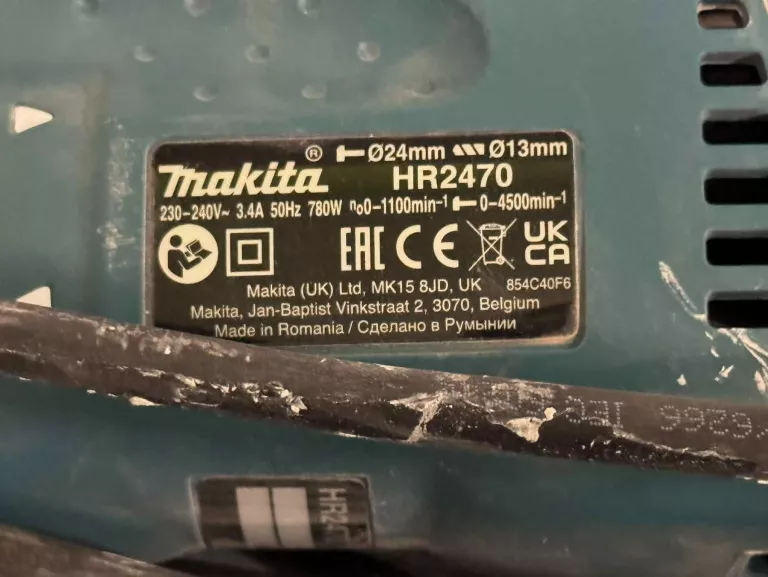 ® Ø24mm Ø13mm
Makita HR2470
230-240V~ 3.4A 50Hz 780W n₀0-1100min⁻¹ 0-4500min⁻¹
EAC CE UK CA
Makita (UK) Ltd, MK15 8JD, UK 854C40F6
Makita, Jan-Baptist Vinkstraat 2, 3070, Belgium
Made in Romania / Сделано в Румынии